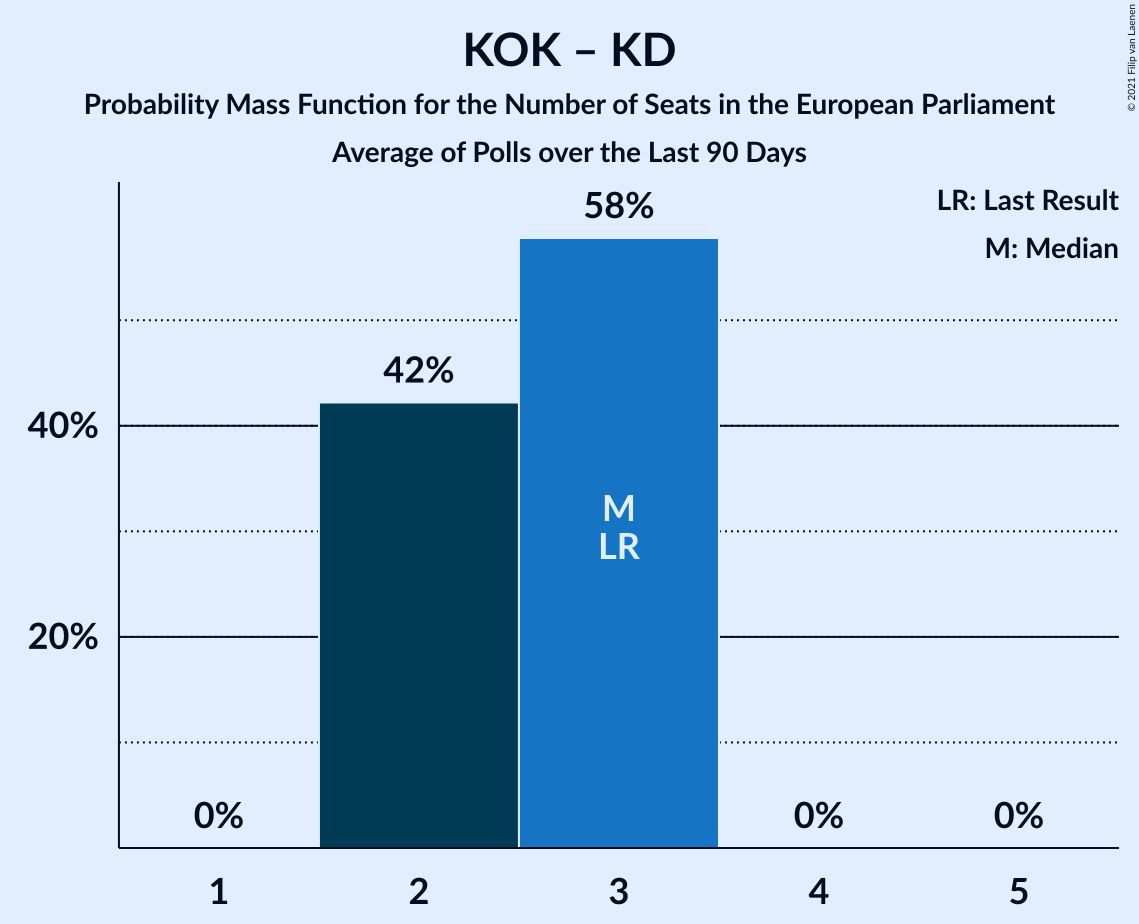 KOK – KD
Probability Mass Function for the Number of Seats in the European Parliament
Average of Polls over the Last 90 Days
© 2021 Filip van Laenen
LR: Last Result
M: Median
58%
42%
40%
20%
M
LR
0%
0%
0%
1
2
3
4
5